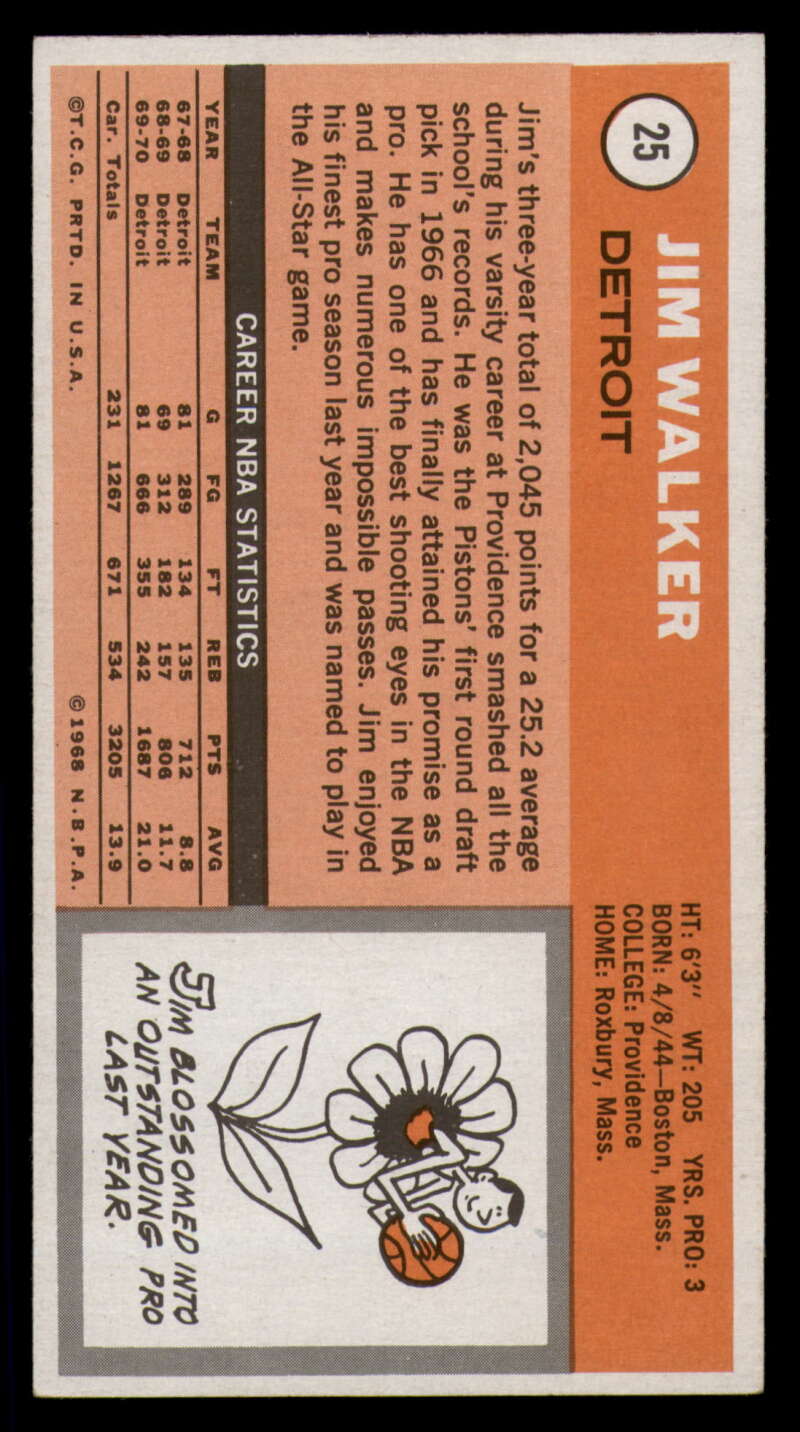 25
JIM WALKER
DETROIT
HT: 6'3" WT: 205 YRS. PRO: 3
BORN: 4/8/44—Boston, Mass.
COLLEGE: Providence
HOME: Roxbury, Mass.
Jim's three-year total of 2,045 points for a 25.2 average
during his varsity career at Providence smashed all the
school's records. He was the Pistons' first round draft
pick in 1966 and has finally attained his promise as a
pro. He has one of the best shooting eyes in the NBA
and makes numerous impossible passes. Jim enjoyed
his finest pro season last year and was named to play in
the All-Star game.
CAREER NBA STATISTICS
YEAR TEAM G FG FT REB PTS AVG
67-68 Detroit 81 289 134 135 712 8.8
68-69 Detroit 69 312 182 157 806 11.7
69-70 Detroit 81 666 355 242 1687 21.0
Car. Totals 231 1267 671 534 3205 13.9
©T.C.G. PRTD. IN U.S.A. ©1968 N.B.P.A.
JIM BLOSSOMED INTO
AN OUTSTANDING PRO
LAST YEAR.